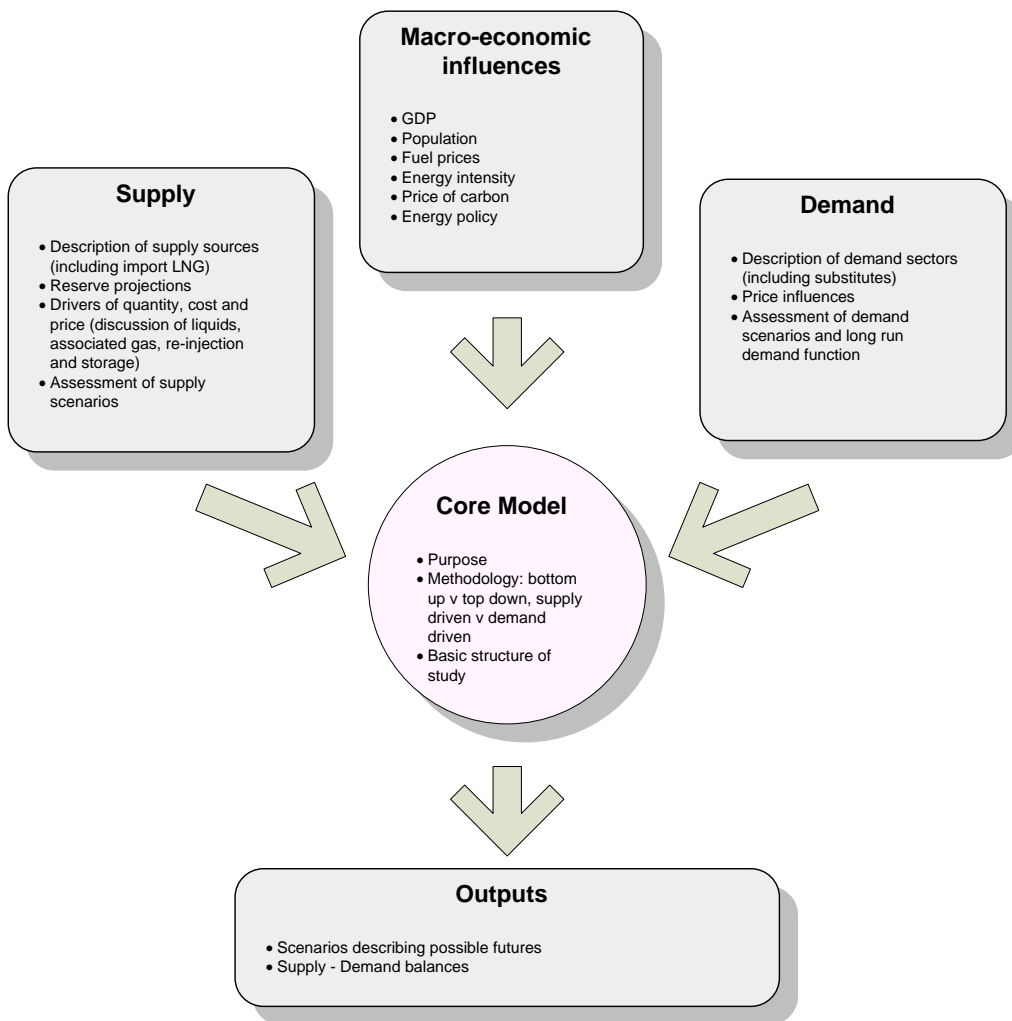 Macro-economic
influences
• GDP
• Population
• Fuel prices
• Energy intensity
• Price of carbon
• Energy policy
Supply
• Description of supply sources
(including import LNG)
• Reserve projections
• Drivers of quantity, cost and
price (discussion of liquids,
associated gas, re-injection
and storage)
• Assessment of supply
scenarios
Demand
• Description of demand sectors
(including substitutes)
• Price influences
• Assessment of demand
scenarios and long run
demand function
Core Model
• Purpose
• Methodology: bottom
up v top down, supply
driven v demand
driven
• Basic structure of
study
Outputs
• Scenarios describing possible futures
• Supply - Demand balances